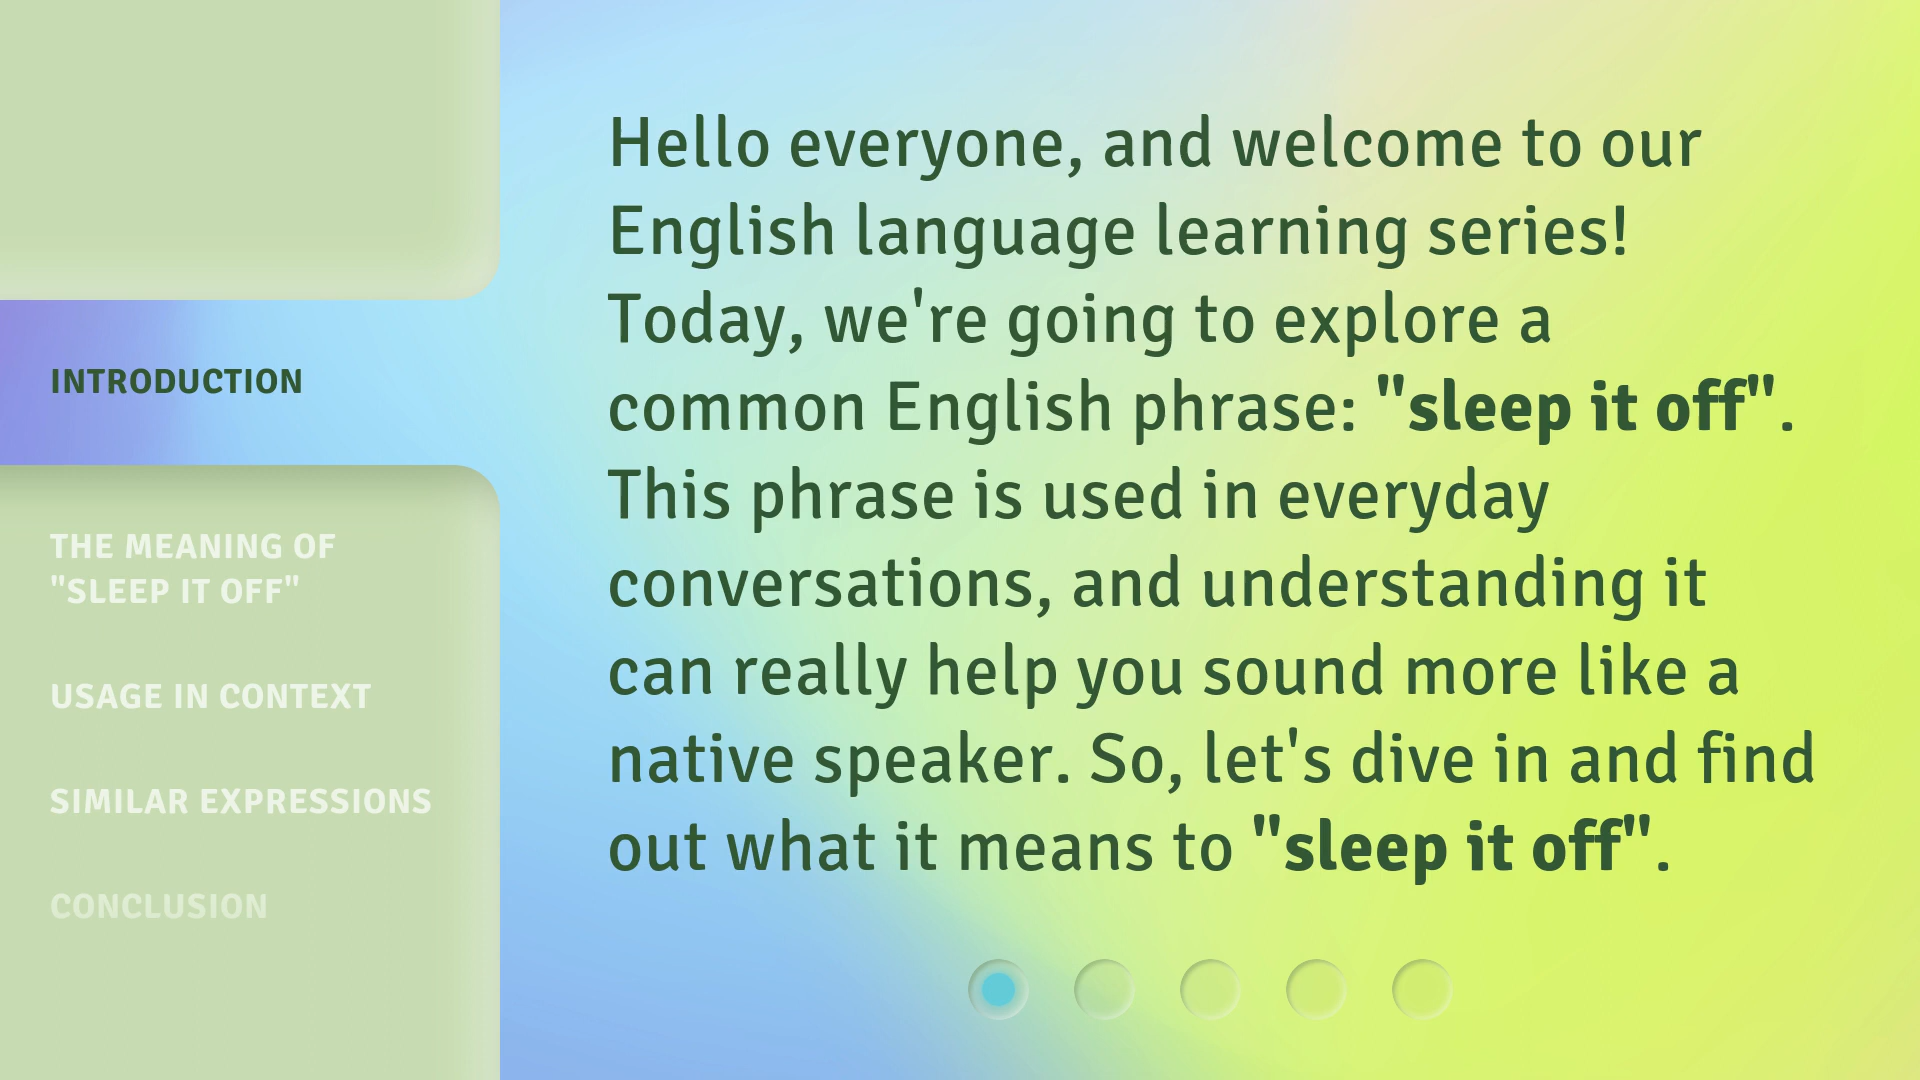 INTRODUCTION
THE MEANING OF
"SLEEP IT OFF"
USAGE IN CONTEXT
SIMILAR EXPRESSIONS
CONCLUSION
Hello everyone, and welcome to our
English language learning series!
Today, we're going to explore a
common English phrase: "sleep it off".
This phrase is used in everyday
conversations, and understanding it
can really help you sound more like a
native speaker. So, let's dive in and find
out what it means to "sleep it off".